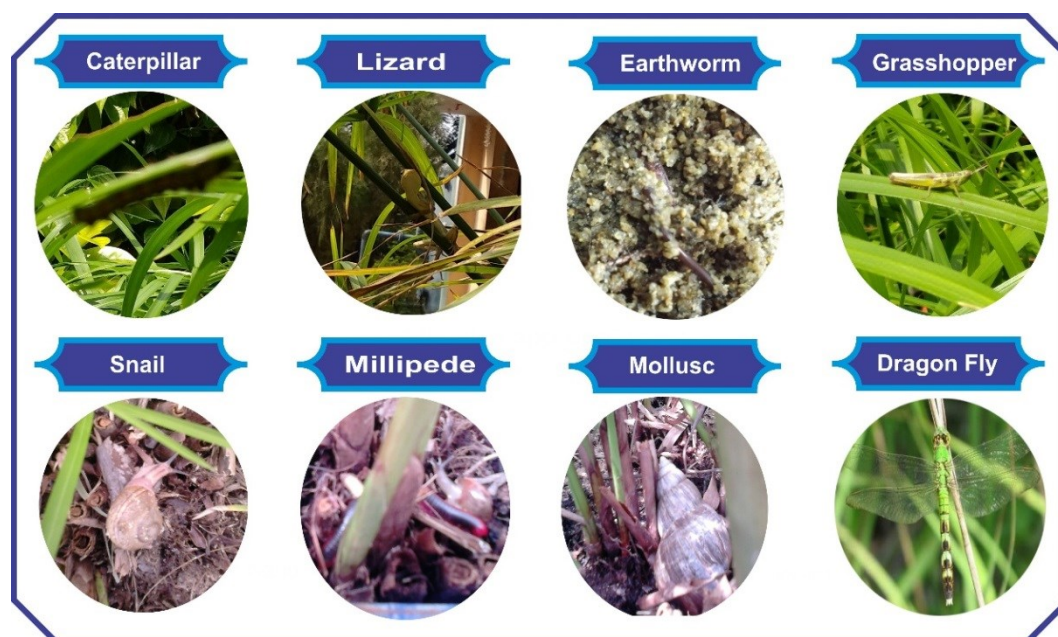 Caterpillar
Lizard
Earthworm
Grasshopper
Snail
Millipede
Mollusc
Dragon Fly